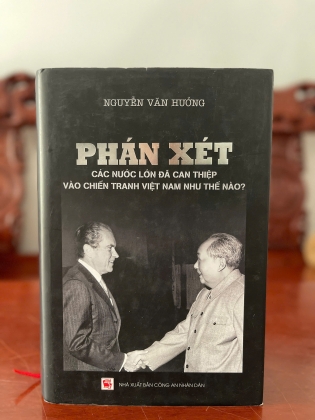 NGUYỄN VĂN HƯỞNG
PHÁN XÉT
CÁC NƯỚC LỚN ĐÃ CAN THIỆP
VÀO CHIẾN TRANH VIỆT NAM NHƯ THẾ NÀO?
NHÀ XUẤT BẢN CÔNG AN NHÂN DÂN